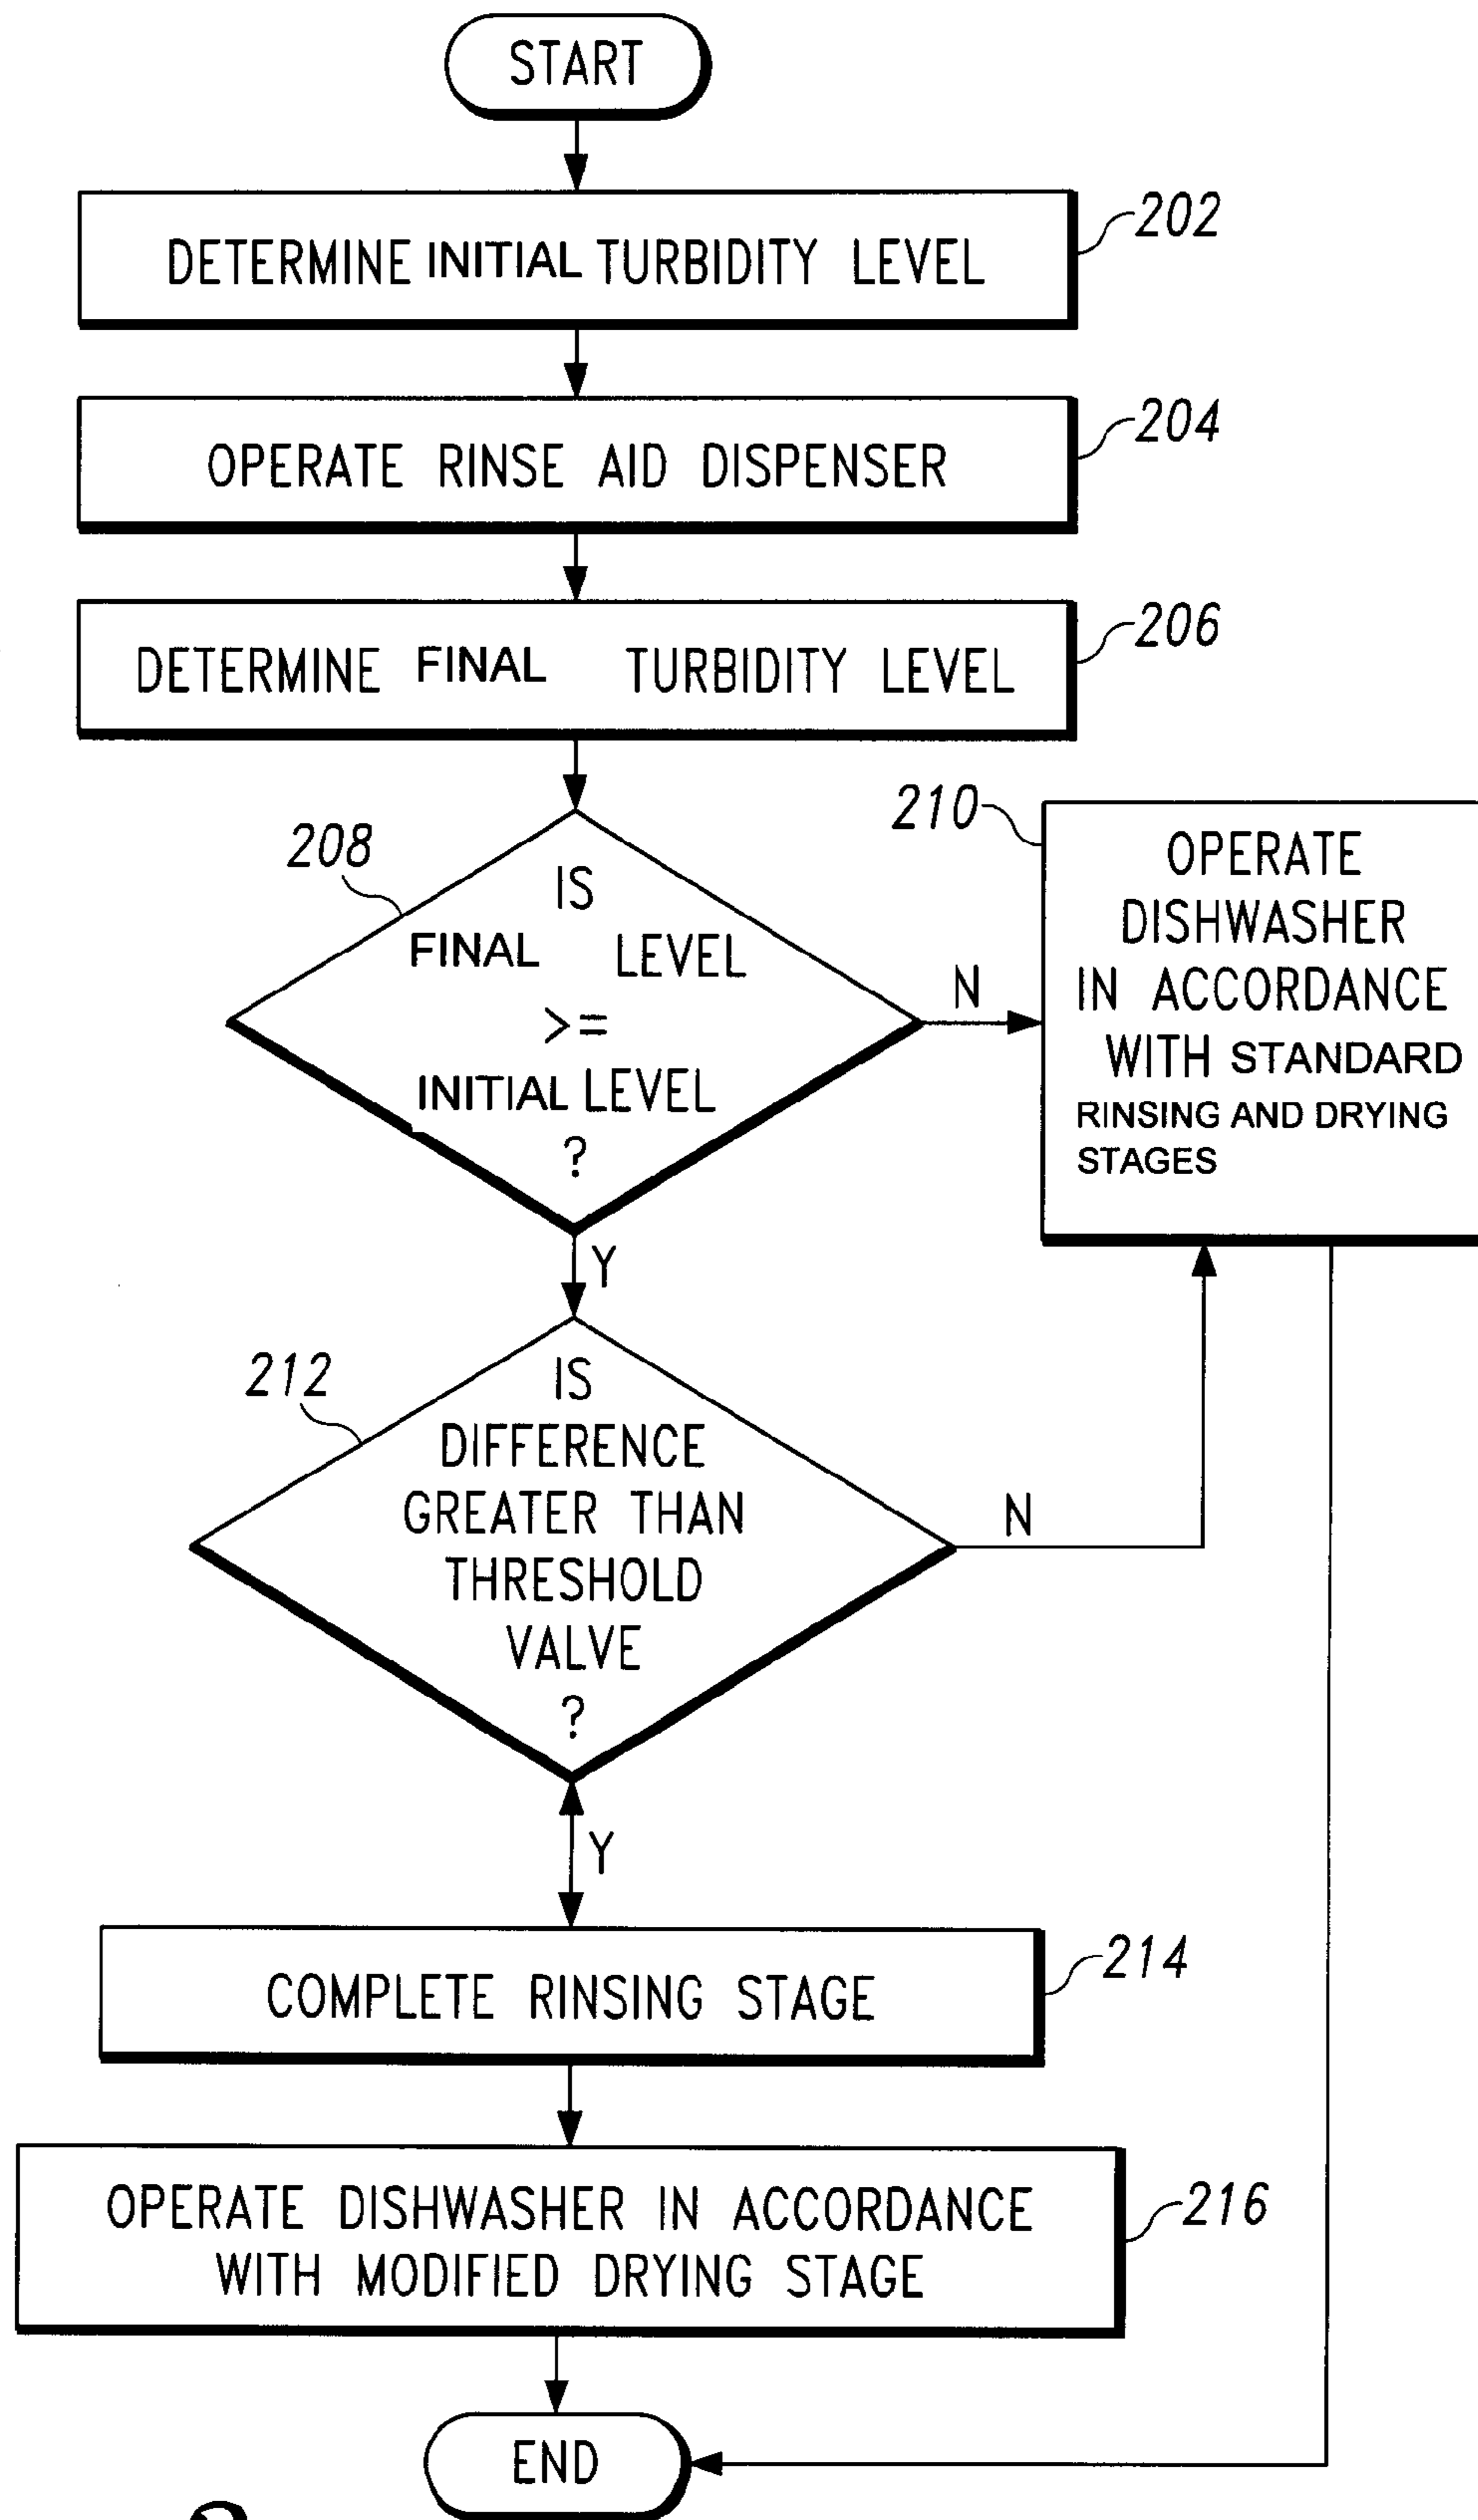 START
202
DETERMINE INITIAL TURBIDITY LEVEL
204
OPERATE RINSE AID DISPENSER
206
DETERMINE FINAL TURBIDITY LEVEL
208
IS
FINAL LEVEL
>=
INITIAL LEVEL
?
N
Y
210
OPERATE
DISHWASHER
IN ACCORDANCE
WITH STANDARD
RINSING AND DRYING
STAGES
212
IS
DIFFERENCE
GREATER THAN
THRESHOLD
VALVE
?
N
Y
214
COMPLETE RINSING STAGE
216
OPERATE DISHWASHER IN ACCORDANCE
WITH MODIFIED DRYING STAGE
END